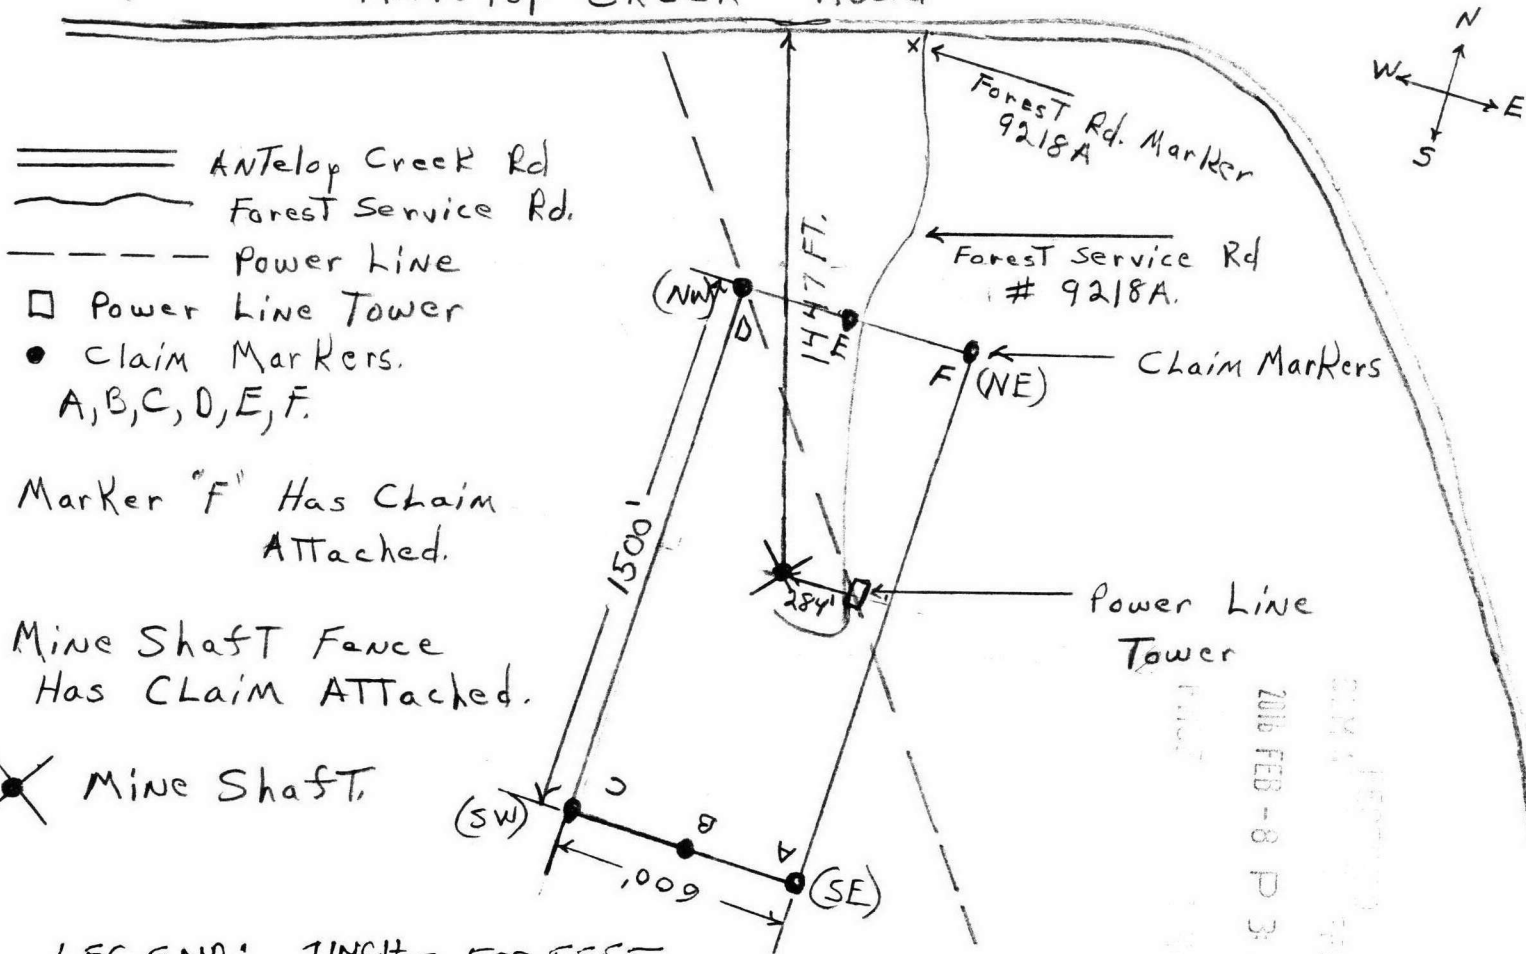 N
W
E
S
x
Forest Rd. Marker
9218A
Antelop Creek Rd
Forest Service Rd.
Power Line
Power Line Tower
Claim Markers.
A, B, C, D, E, F.
Marker "F" Has Claim
Attached.
Mine Shaft Fence
Has Claim Attached.
Mine Shaft.
1447 FT.
Forest Service Rd
# 9218A.
(NW)
D
E
F (NE)
Claim Markers
1500'
284'
Power Line
Tower
(SW)
C
B
A
(SE)
600'
2016 FEB -8 P 3